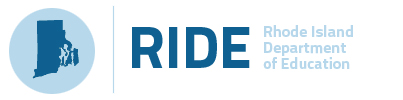 RIDE
Rhode Island
Department
of Education